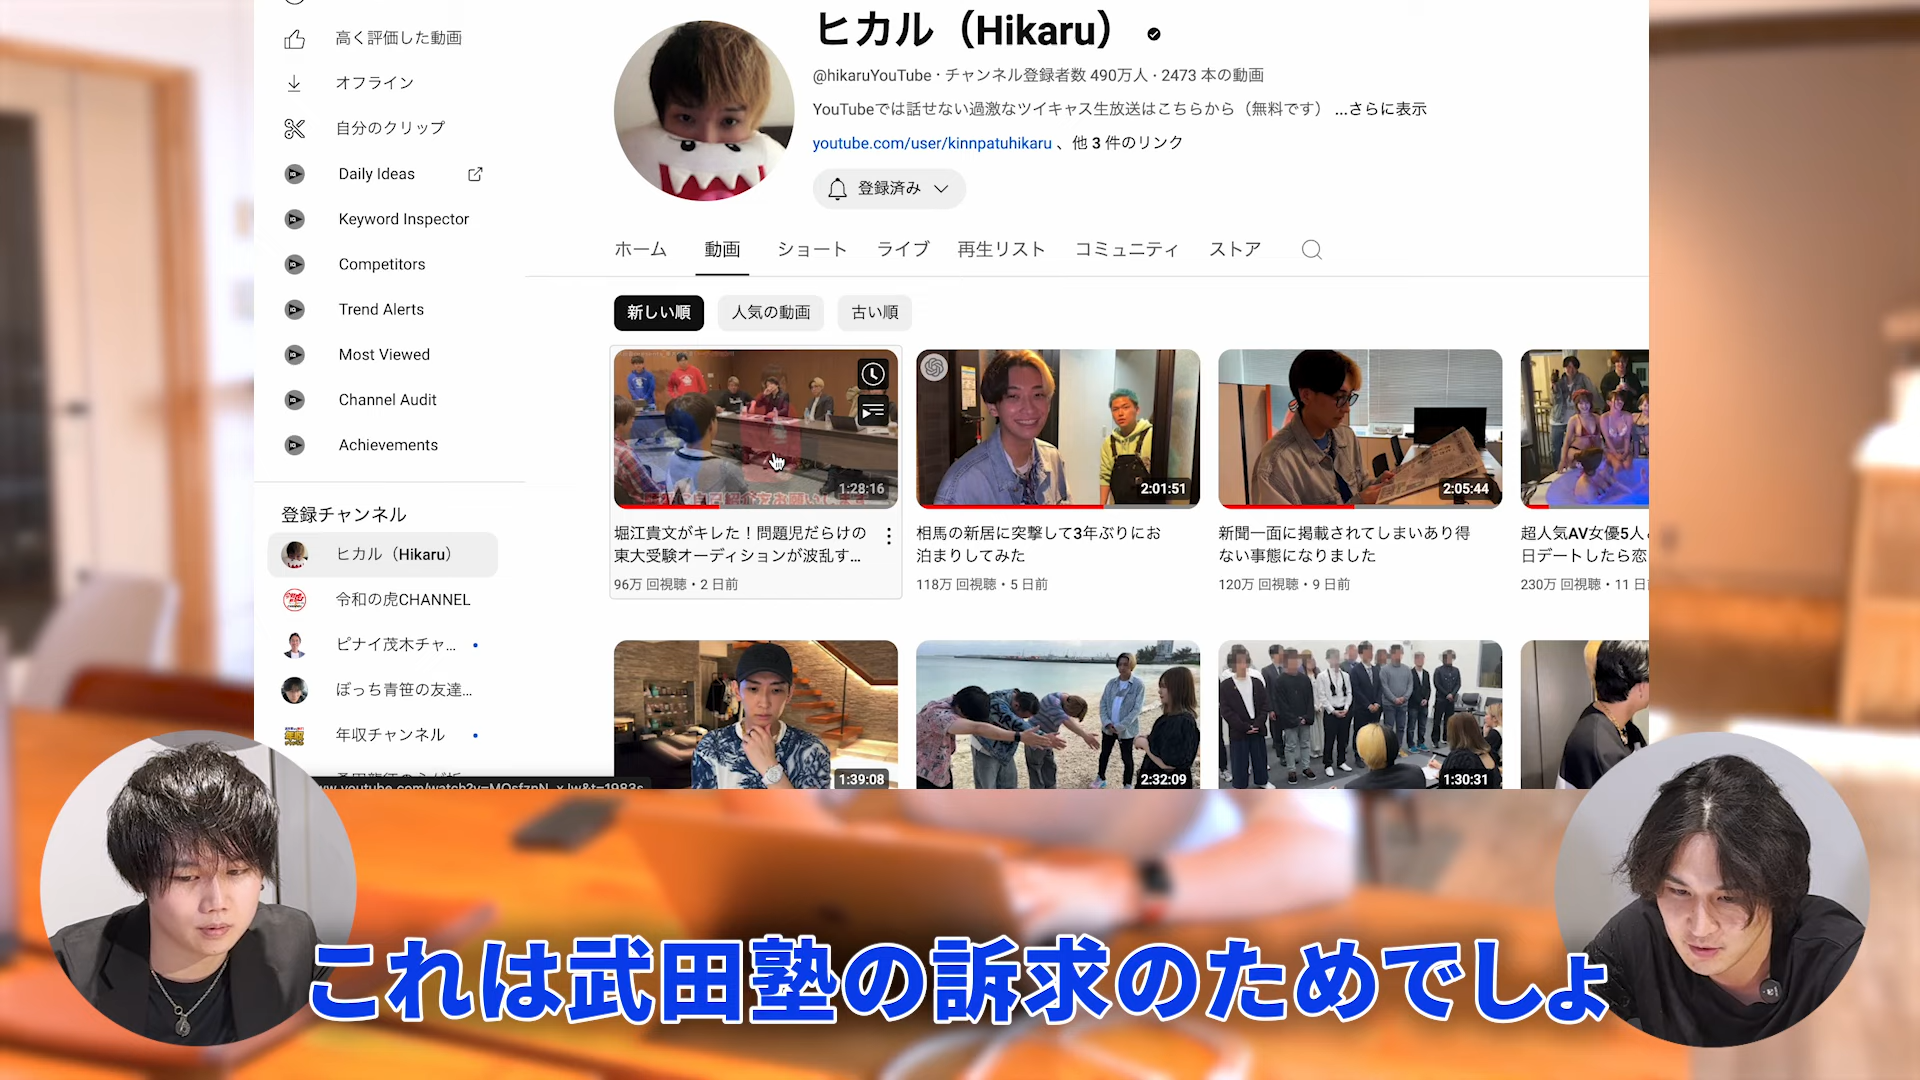 高く評価した動画
オフライン
自分のクリップ
Daily Ideas
Keyword Inspector
Competitors
Trend Alerts
Most Viewed
Channel Audit
Achievements
登録チャンネル
ヒカル（Hikaru）
令和の虎CHANNEL
ピナイ茂木チャ...
ぼっち青笹の友達...
年収チャンネル
ヒカル（Hikaru）
@hikaruYouTube · チャンネル登録者数 490万人 · 2473 本の動画
YouTubeでは話せない過激なツイキャス生放送はこちらから（無料です） ...さらに表示
youtube.com/user/kinnpatuhikaru 、他 3 件のリンク
登録済み
ホーム 動画 ショート ライブ 再生リスト コミュニティ ストア
新しい順 人気の動画 古い順
1:28:16
堀江貴文がキレた！問題児だらけの
東大受験オーディションが波乱す...
96万 回視聴・2 日前
2:01:51
相馬の新居に突撃して3年ぶりにお
泊まりしてみた
118万 回視聴・5 日前
2:05:44
新聞一面に掲載されてしまいあり得
ない事態になりました
120万 回視聴・9 日前
超人気AV女優5人
日デートしたら恋
230万 回視聴・11 日
1:39:08
2:32:09
1:30:31
これは武田塾の訴求のためでしょ